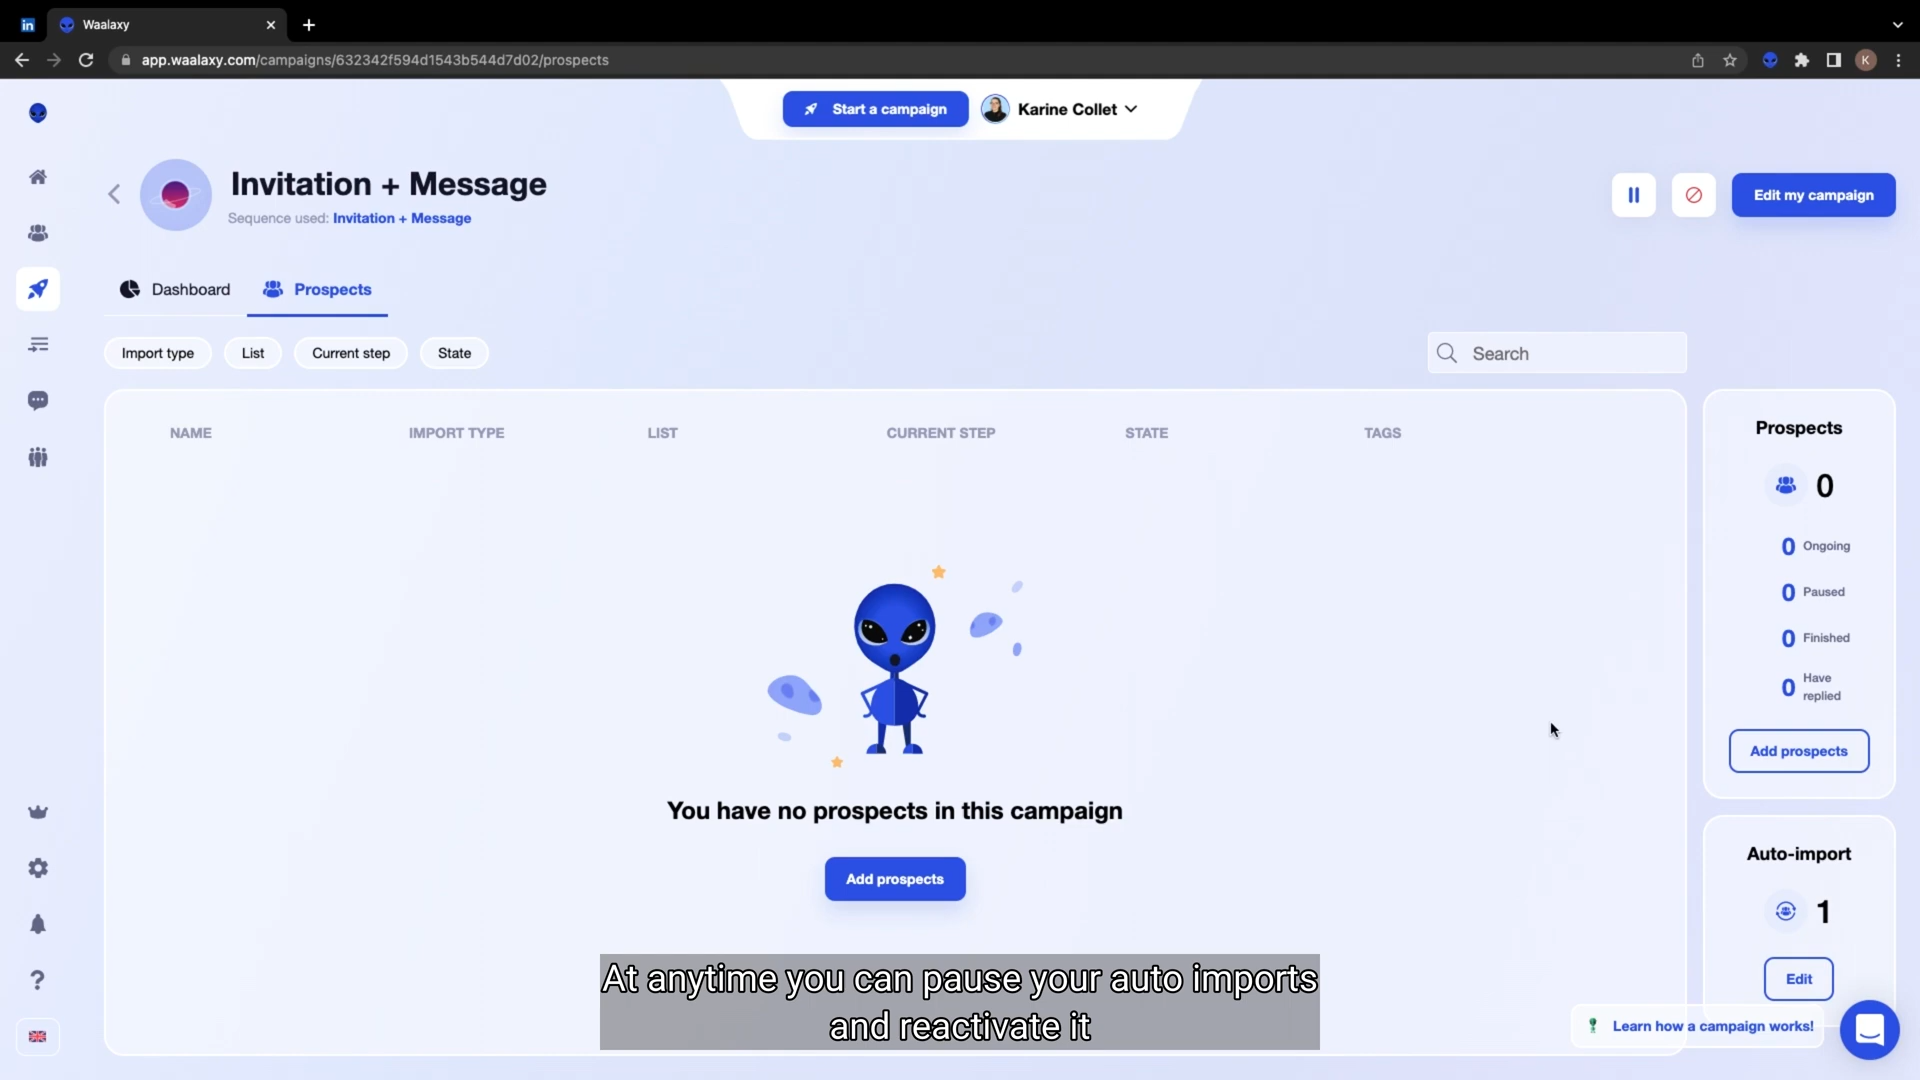 Waalaxy
app.waalaxy.com/campaigns/632342f594d1543b544d7d02/prospects
K
Start a campaign
Karine Collet
Invitation + Message
Sequence used: Invitation + Message
Edit my campaign
Dashboard
Prospects
Import type
List
Current step
State
Search
NAME
IMPORT TYPE
LIST
CURRENT STEP
STATE
TAGS
You have no prospects in this campaign
Add prospects
Prospects
0
0 Ongoing
0 Paused
0 Finished
0 Have
replied
Add prospects
Auto-import
1
Edit
Learn how a campaign works!
At anytime you can pause your auto imports
and reactivate it